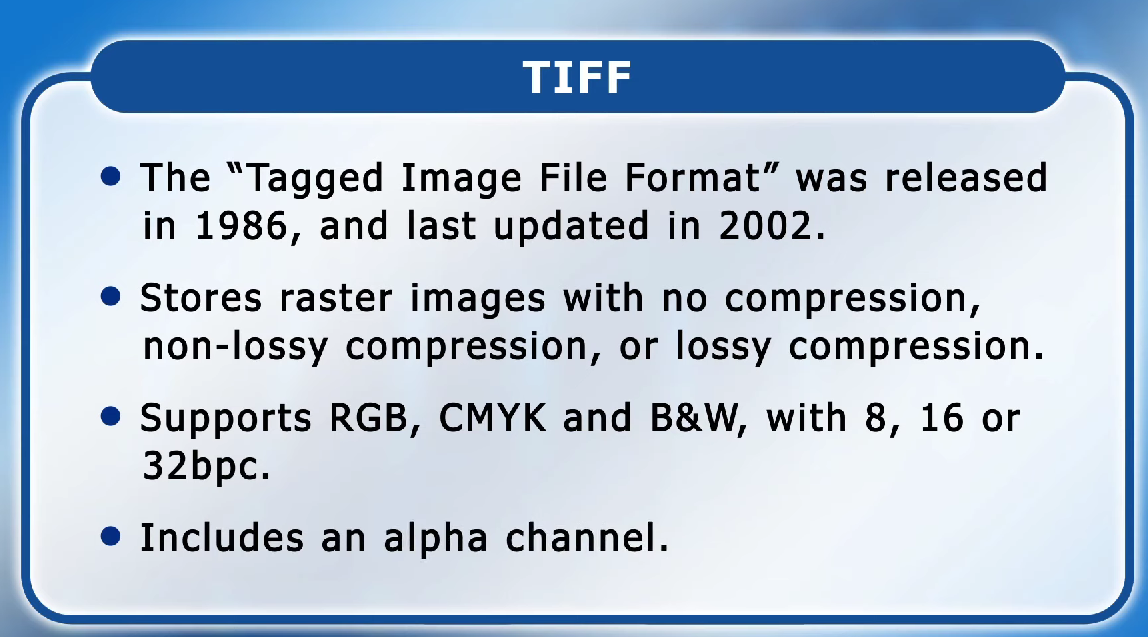 TIFF
• The “Tagged Image File Format” was released
in 1986, and last updated in 2002.
• Stores raster images with no compression,
non-lossy compression, or lossy compression.
• Supports RGB, CMYK and B&W, with 8, 16 or
32bpc.
• Includes an alpha channel.